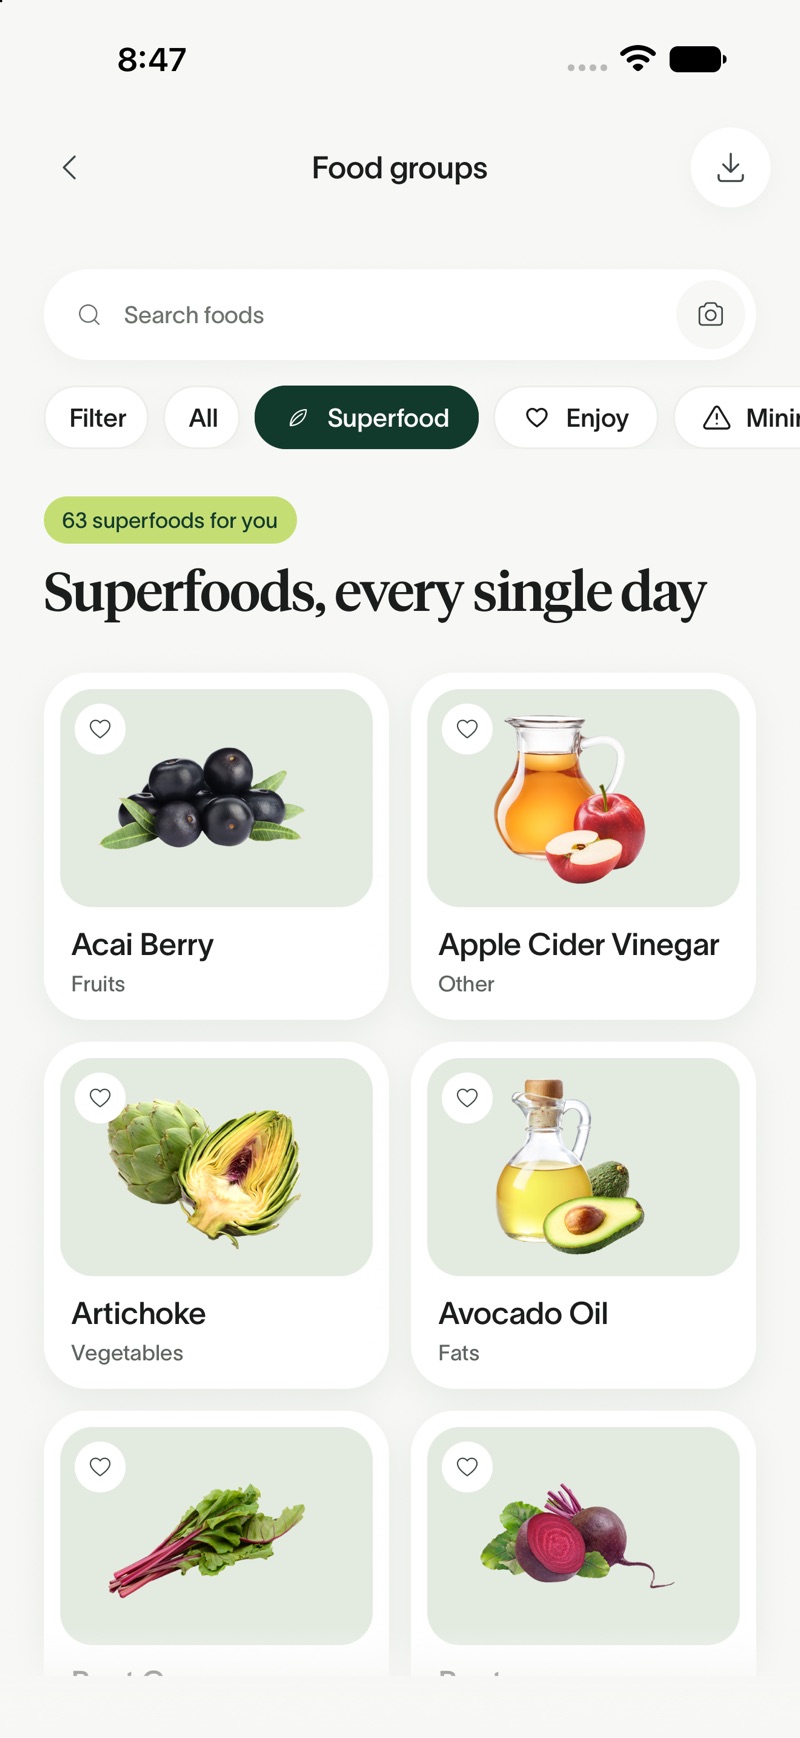 8:47
Food groups
Search foods
Filter
All
Superfood
Enjoy
63 superfoods for you
Superfoods, every single day
Acai Berry
Fruits
Apple Cider Vinegar
Other
Artichoke
Vegetables
Avocado Oil
Fats